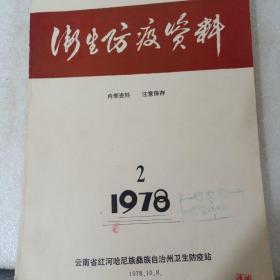 卫生防疫资料
内部资料 注意保存
2
1978
云南省红河哈尼族彝族自治州卫生防疫站
1978.10.8.